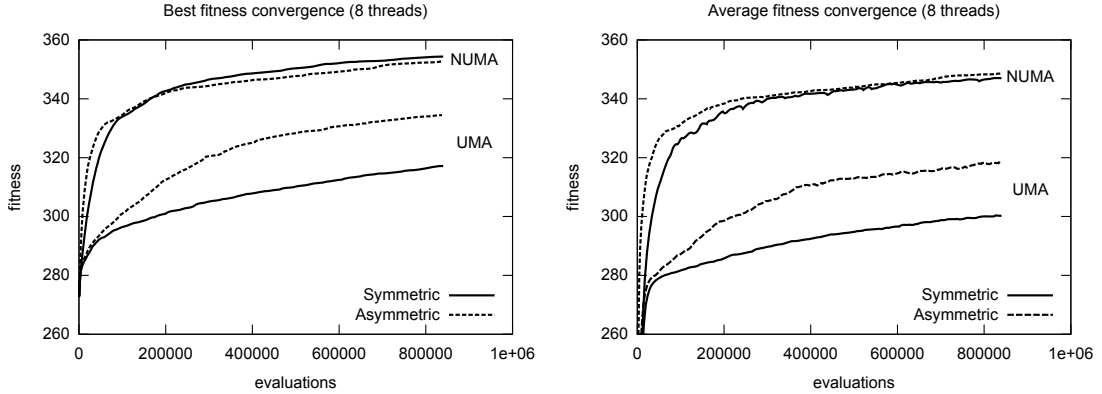 Best fitness convergence (8 threads)
360
340
320
300
280
260
fitness
NUMA
UMA
Symmetric
Asymmetric
0
200000
400000
600000
800000
1e+06
evaluations
Average fitness convergence (8 threads)
360
340
320
300
280
260
fitness
NUMA
UMA
Symmetric
Asymmetric
0
200000
400000
600000
800000
1e+06
evaluations